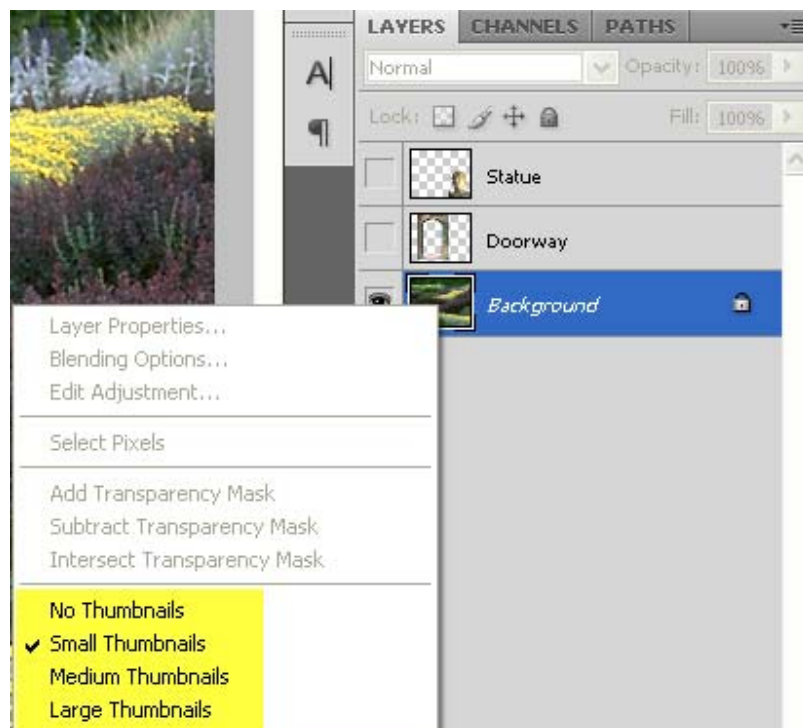 LAYERS CHANNELS PATHS
A
¶
Normal Opacity: 100%
Lock: Fill: 100%
Statue
Doorway
Background
Layer Properties...
Blending Options...
Edit Adjustment...
Select Pixels
Add Transparency Mask
Subtract Transparency Mask
Intersect Transparency Mask
No Thumbnails
Small Thumbnails
Medium Thumbnails
Large Thumbnails